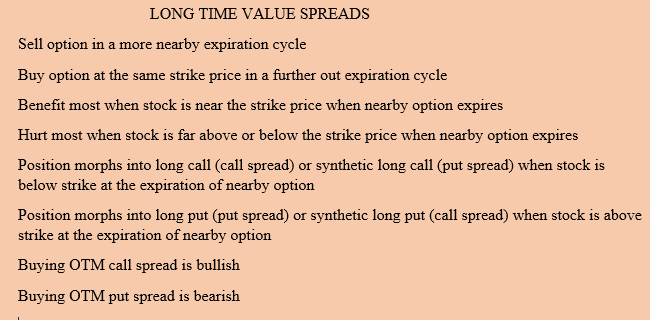 LONG TIME VALUE SPREADS
Sell option in a more nearby expiration cycle
Buy option at the same strike price in a further out expiration cycle
Benefit most when stock is near the strike price when nearby option expires
Hurt most when stock is far above or below the strike price when nearby option expires
Position morphs into long call (call spread) or synthetic long call (put spread) when stock is
below strike at the expiration of nearby option
Position morphs into long put (put spread) or synthetic long put (call spread) when stock is above
strike at the expiration of nearby option
Buying OTM call spread is bullish
Buying OTM put spread is bearish